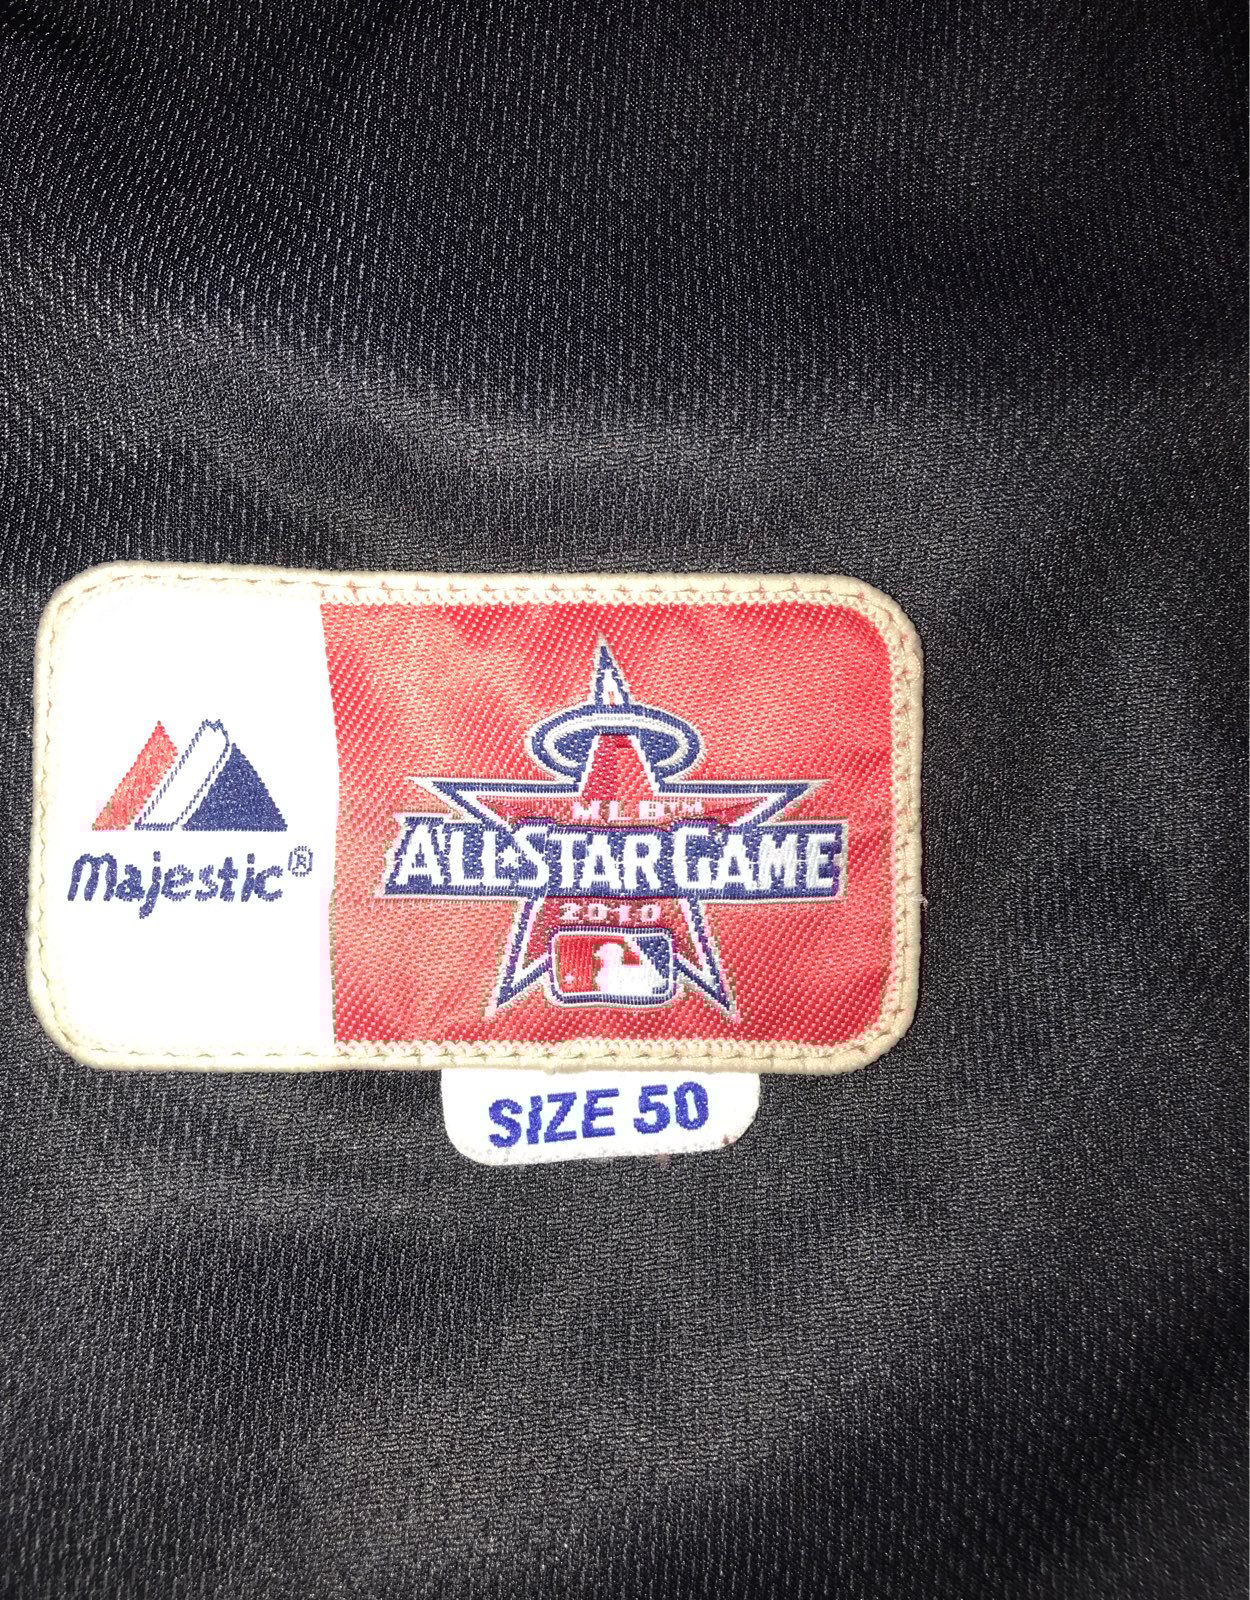 Majestic®
MLB™
ALL★STAR GAME
2010
SIZE 50